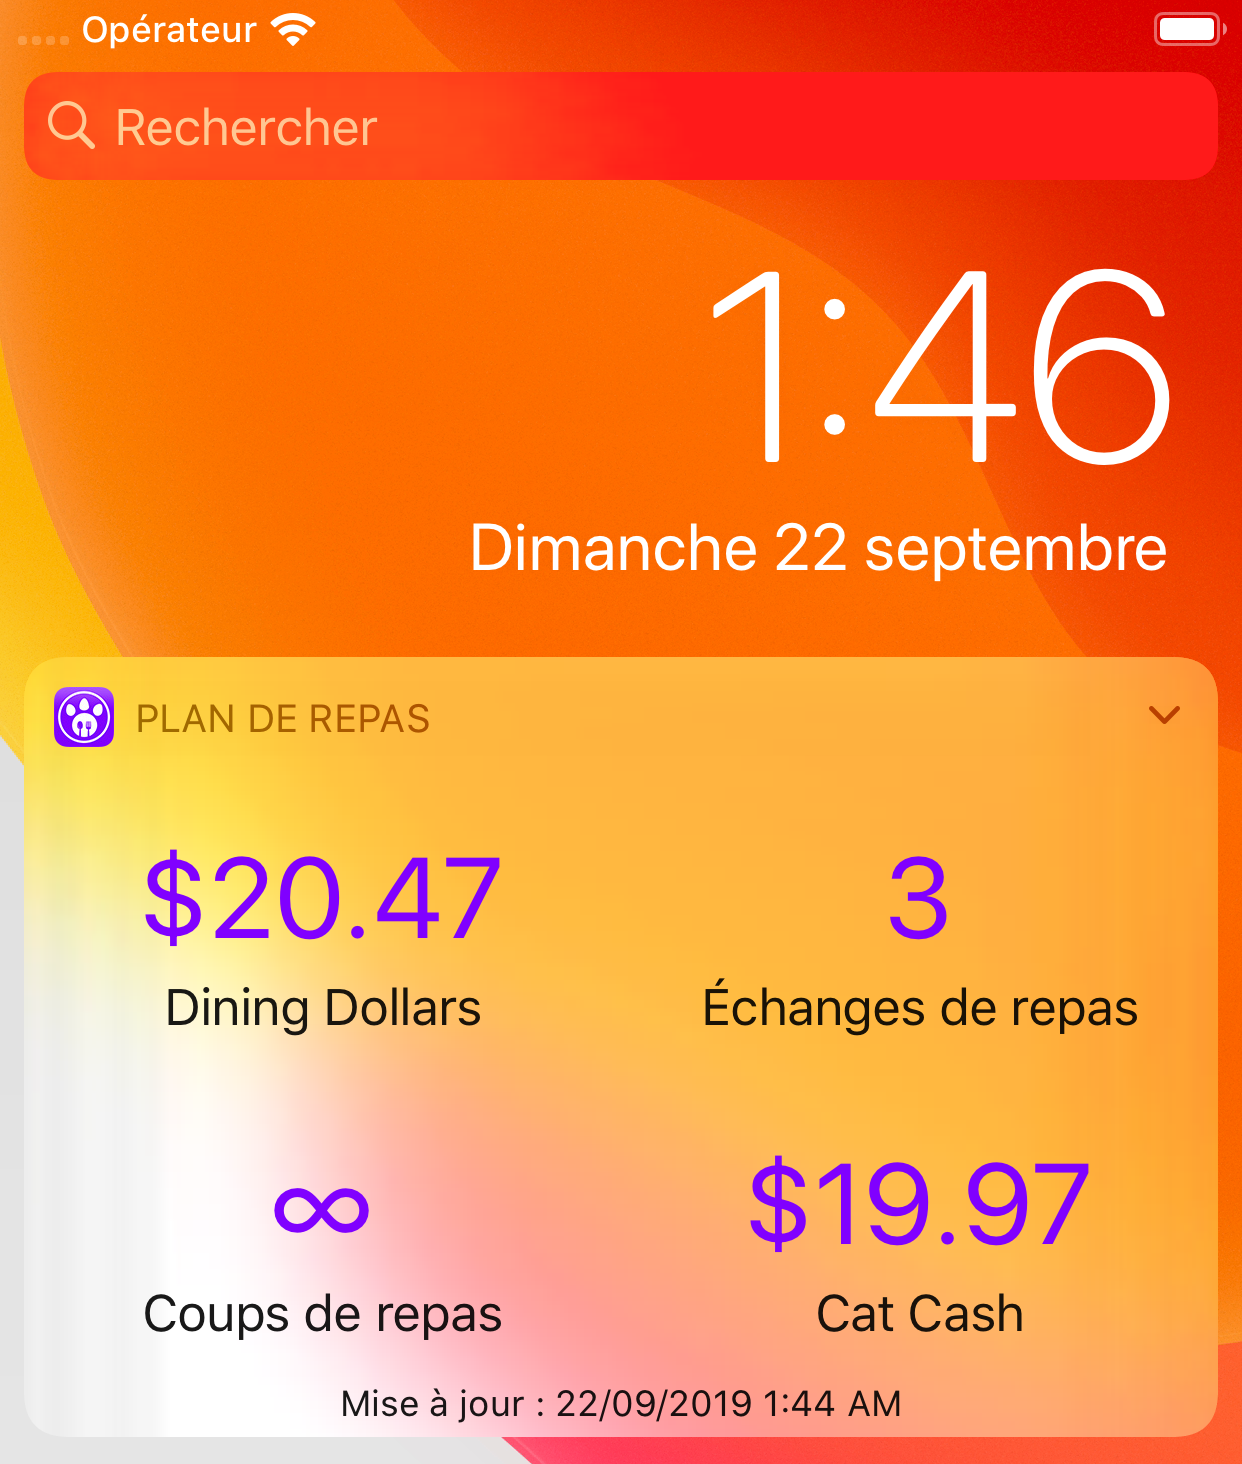 Opérateur
Rechercher
1:46
Dimanche 22 septembre
PLAN DE REPAS
$20.47
Dining Dollars
3
Échanges de repas
∞
Coups de repas
$19.97
Cat Cash
Mise à jour : 22/09/2019 1:44 AM